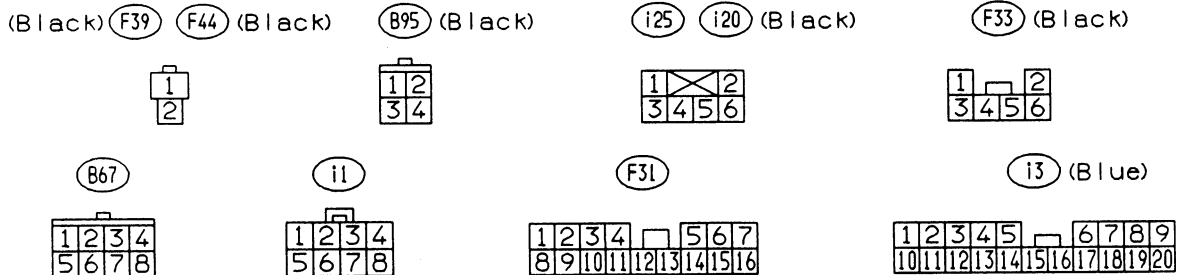 (Black) F39 F44 (Black) B95 (Black) i25 i20 (Black) F33 (Black)
1 1 2 1 2 1 2
2 3 4 3 4 5 6 3 4 5 6
B67 i1 F31 i3 (Blue)
1 2 3 4 1 2 3 4 1 2 3 4 5 6 7 1 2 3 4 5 6 7 8 9
5 6 7 8 5 6 7 8 8 9 10 11 12 13 14 15 16 10 11 12 13 14 15 16 17 18 19 20